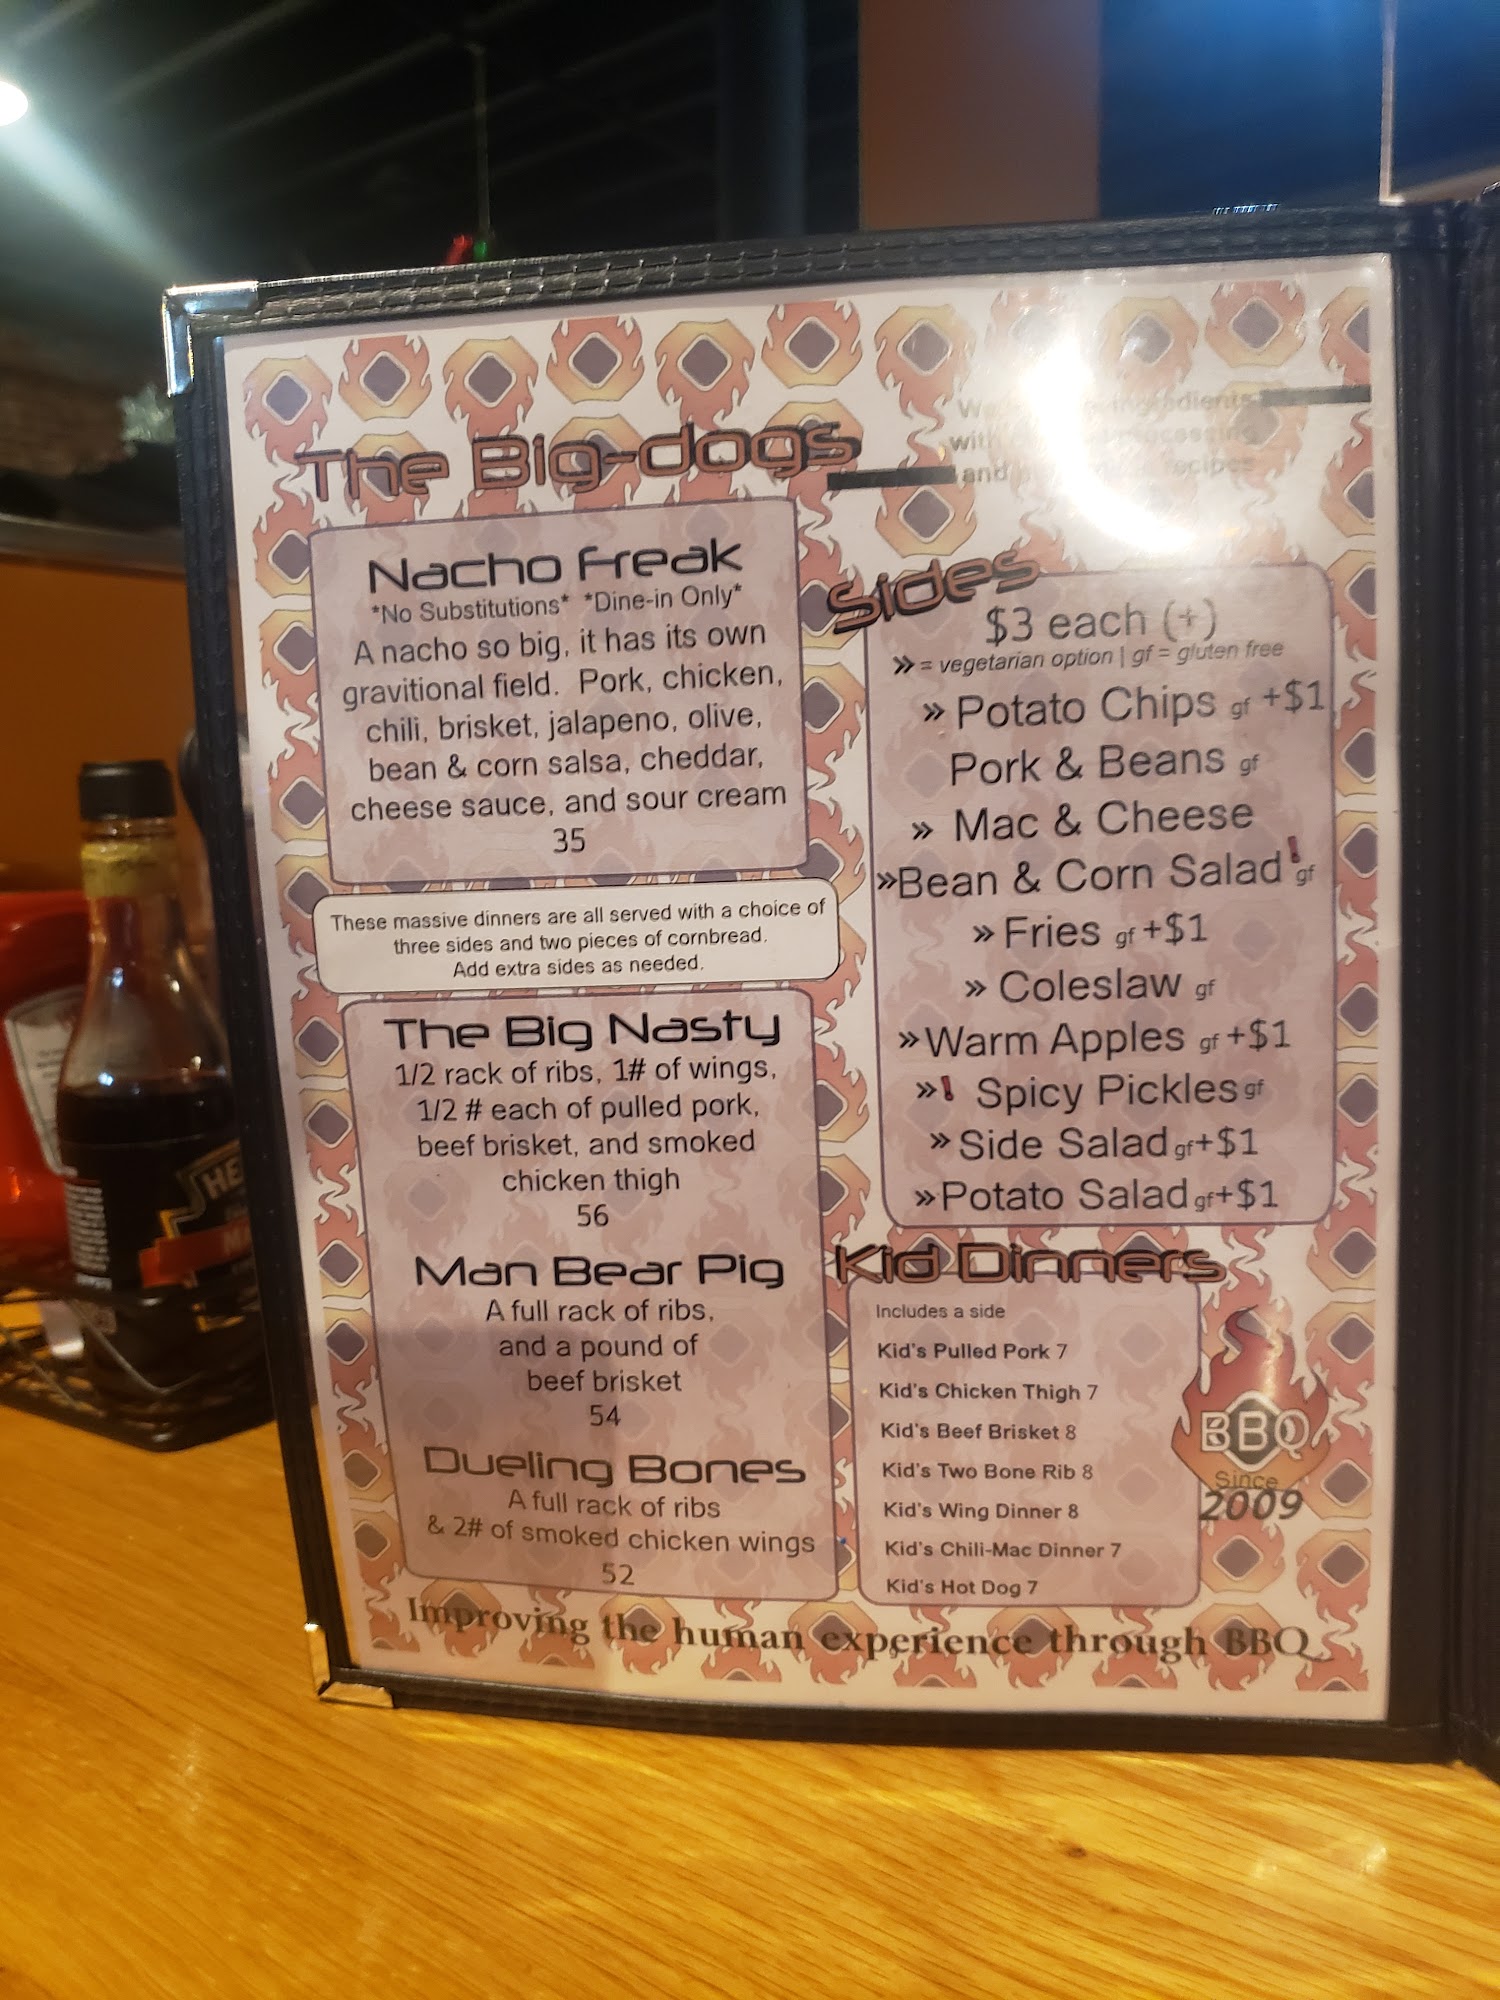 The Big-dogs
Nacho Freak
*No Substitutions* *Dine-in Only*
A nacho so big, it has its own
gravitional field. Pork, chicken,
chili, brisket, jalapeno, olive,
bean & corn salsa, cheddar,
cheese sauce, and sour cream
35
These massive dinners are all served with a choice of
three sides and two pieces of cornbread.
Add extra sides as needed.
The Big Nasty
1/2 rack of ribs, 1# of wings,
1/2 # each of pulled pork,
beef brisket, and smoked
chicken thigh
56
Man Bear Pig
A full rack of ribs,
and a pound of
beef brisket
54
Dueling Bones
A full rack of ribs
& 2# of smoked chicken wings
52
ingredients
with
and recipes
Sides
$3 each (+)
» = vegetarian option | gf = gluten free
» Potato Chips gf +$1
Pork & Beans gf
» Mac & Cheese
»Bean & Corn Salad ! gf
» Fries gf +$1
» Coleslaw gf
»Warm Apples gf +$1
»! Spicy Pickles gf
» Side Salad gf+$1
»Potato Salad gf+$1
Kid Dinners
Includes a side
Kid's Pulled Pork 7
Kid's Chicken Thigh 7
Kid's Beef Brisket 8
Kid's Two Bone Rib 8
Kid's Wing Dinner 8
Kid's Chili-Mac Dinner 7
Kid's Hot Dog 7
BBQ
Since
2009
Improving the human experience through BBQ